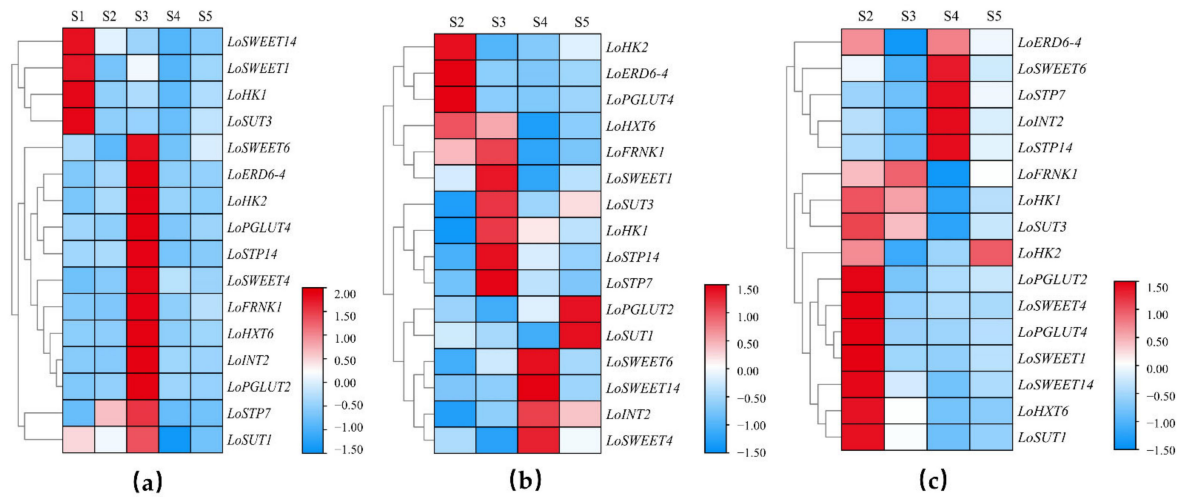 S1 S2 S3 S4 S5
LoSWEET14
LoSWEET1
LoHK1
LoSUT3
LoSWEET6
LoERD6-4
LoHK2
LoPGLUT4
LoSTP14
LoSWEET4
LoFRNK1
LoHXT6
LoINT2
LoPGLUT2
LoSTP7
LoSUT1
2.00
1.50
1.00
0.50
0.00
−0.50
−1.00
−1.50
(a)
S2 S3 S4 S5
LoHK2
LoERD6-4
LoPGLUT4
LoHXT6
LoFRNK1
LoSWEET1
LoSUT3
LoHK1
LoSTP14
LoSTP7
LoPGLUT2
LoSUT1
LoSWEET6
LoSWEET14
LoINT2
LoSWEET4
1.50
1.00
0.50
0.00
−0.50
−1.00
−1.50
(b)
S2 S3 S4 S5
LoERD6-4
LoSWEET6
LoSTP7
LoINT2
LoSTP14
LoFRNK1
LoHK1
LoSUT3
LoHK2
LoPGLUT2
LoSWEET4
LoPGLUT4
LoSWEET1
LoSWEET14
LoHXT6
LoSUT1
1.50
1.00
0.50
0.00
−0.50
−1.00
−1.50
(c)